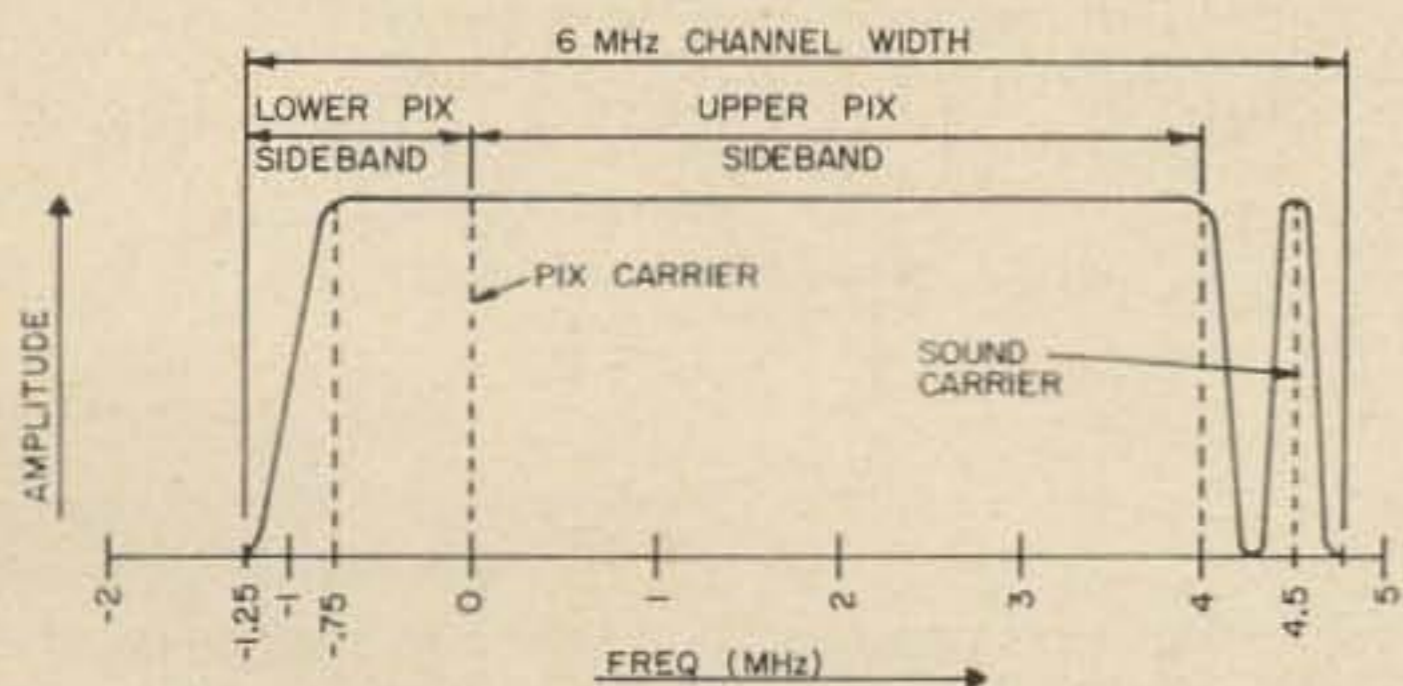 6 MHz CHANNEL WIDTH
LOWER PIX
SIDEBAND
UPPER PIX
SIDEBAND
PIX CARRIER
SOUND
CARRIER
AMPLITUDE
-2
-1.25
-1
-.75
0
1
2
3
4
4.5
5
FREQ (MHz)